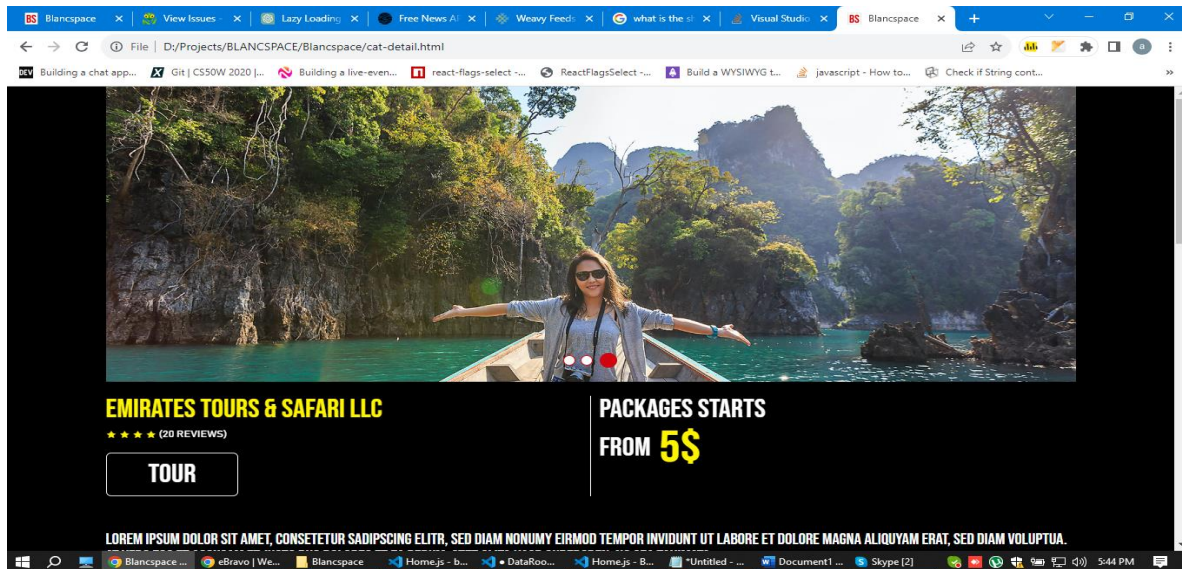 BS Blancspace
View Issues -
Lazy Loading
Free News AF
Weavy Feeds
what is the sh
Visual Studio
BS Blancspace
File | D:/Projects/BLANCSPACE/Blancspace/cat-detail.html
a
DEV Building a chat app...
Git | CS50W 2020 |...
Building a live-even...
react-flags-select -...
ReactFlagsSelect -...
Build a WYSIWYG t...
javascript - How to...
Check if String cont...
»
EMIRATES TOURS & SAFARI LLC
(20 REVIEWS)
TOUR
PACKAGES STARTS
FROM 5$
LOREM IPSUM DOLOR SIT AMET, CONSETETUR SADIPSCING ELITR, SED DIAM NONUMY EIRMOD TEMPOR INVIDUNT UT LABORE ET DOLORE MAGNA ALIQUYAM ERAT, SED DIAM VOLUPTUA.
Blancspace ...
eBravo | We...
Blancspace
Home.js - b...
● DataRoo...
Home.js - B...
*Untitled - ...
Document1 ...
Skype [2]
5:44 PM